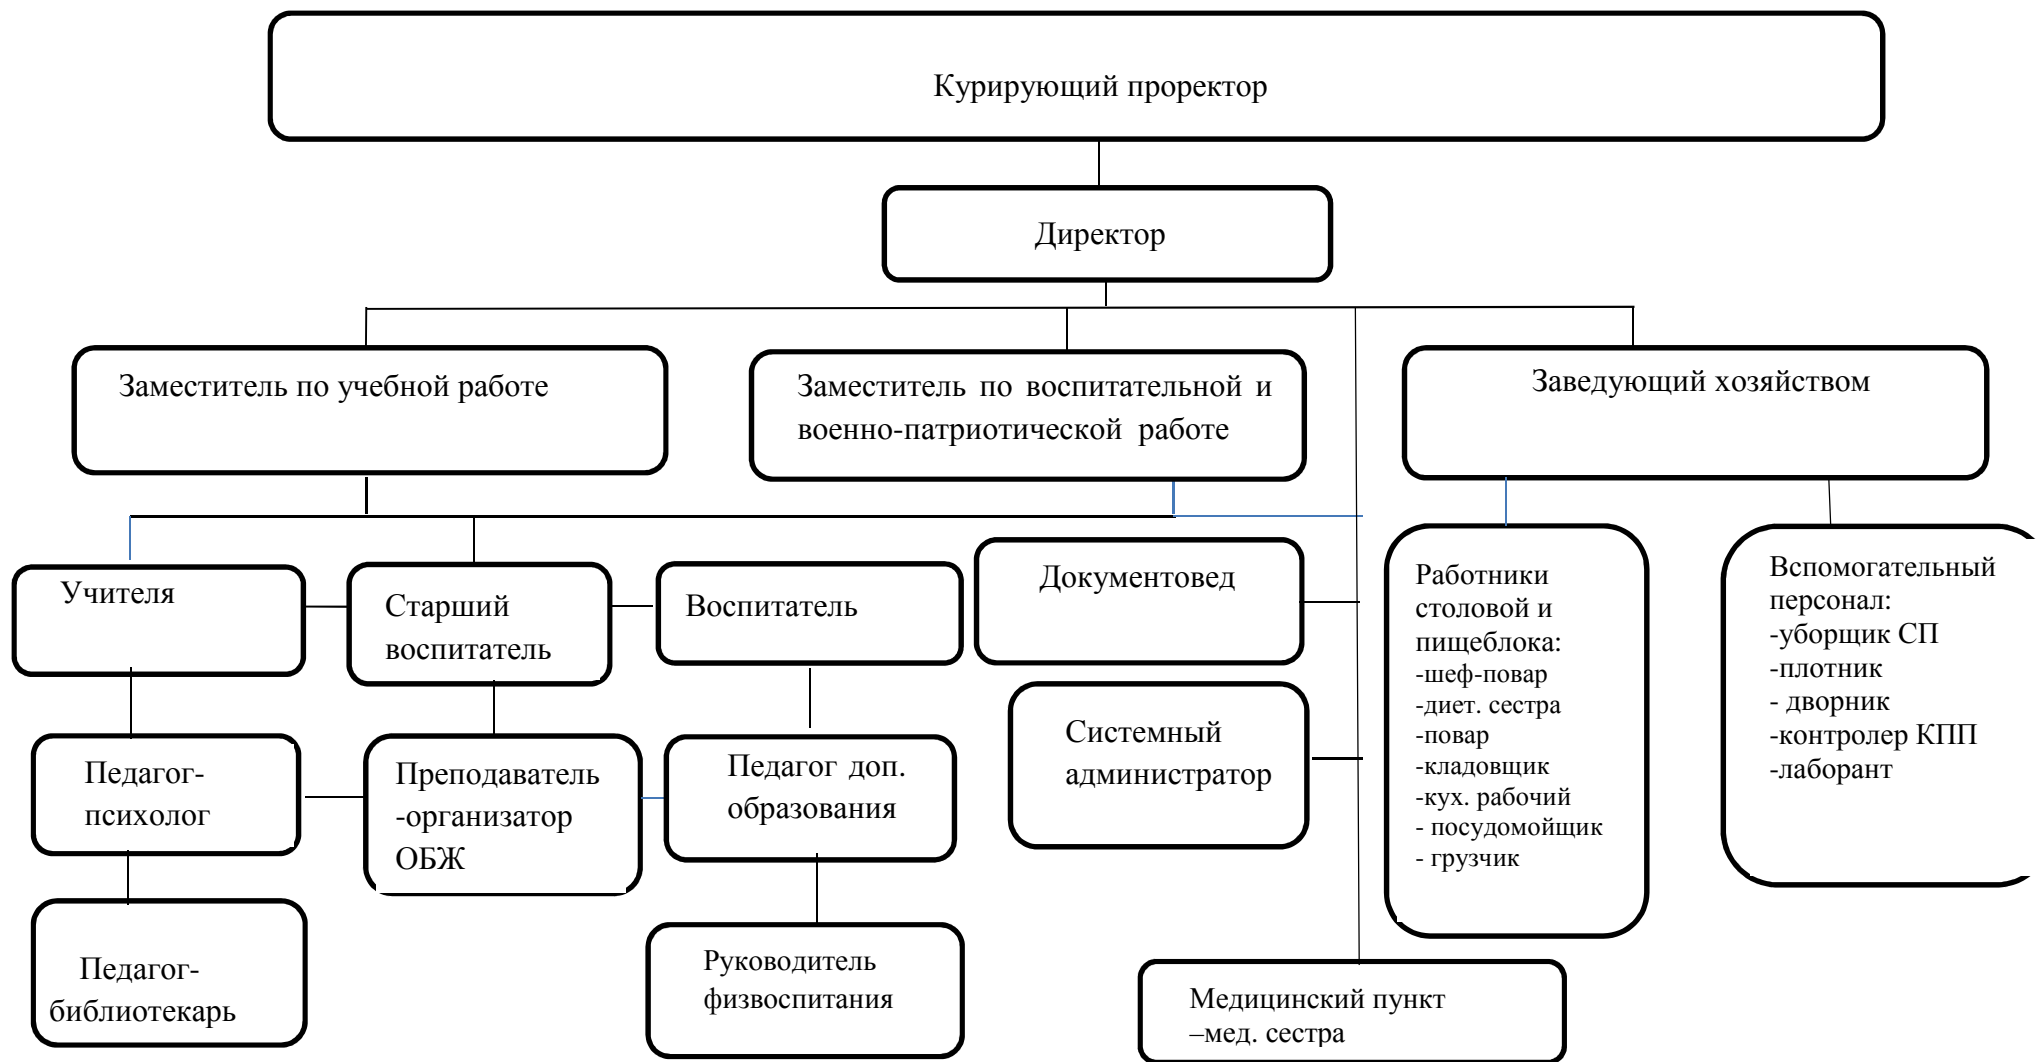 Курирующий проректор
Директор
Заместитель по учебной работе
Заместитель по воспитательной и
военно-патриотической работе
Заведующий хозяйством
Учителя
Старший
воспитатель
Воспитатель
Документовед
Работники
столовой и
пищеблока:
-шеф-повар
-диет. сестра
-повар
-кладовщик
-кух. рабочий
- посудомойщик
- грузчик
Вспомогательный
персонал:
-уборщик СП
-плотник
- дворник
-контролер КПП
-лаборант
Педагог-
психолог
Преподаватель
-организатор
ОБЖ
Педагог доп.
образования
Системный
администратор
Педагог-
библиотекарь
Руководитель
физвоспитания
Медицинский пункт
–мед. сестра